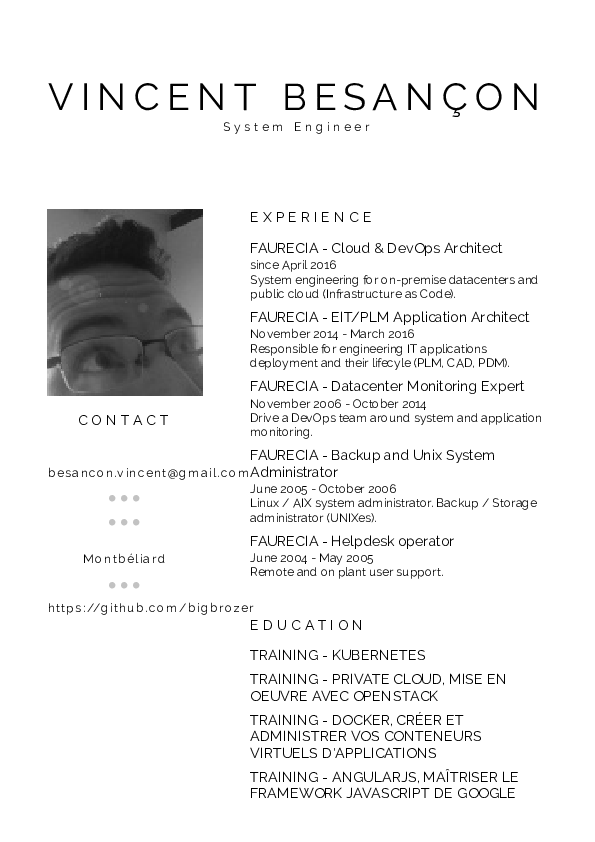 VINCENT BESANÇON
System Engineer
CONTACT
besancon.vincent@gmail.com
Montbéliard
https://github.com/bigbrozer
EXPERIENCE
FAURECIA - Cloud & DevOps Architect
since April 2016
System engineering for on-premise datacenters and
public cloud (Infrastructure as Code).
FAURECIA - EIT/PLM Application Architect
November 2014 - March 2016
Responsible for engineering IT applications
deployment and their lifecyle (PLM, CAD, PDM).
FAURECIA - Datacenter Monitoring Expert
November 2006 - October 2014
Drive a DevOps team around system and application
monitoring.
FAURECIA - Backup and Unix System
Administrator
June 2005 - October 2006
Linux / AIX system administrator. Backup / Storage
administrator (UNIXes).
FAURECIA - Helpdesk operator
June 2004 - May 2005
Remote and on plant user support.
EDUCATION
TRAINING - KUBERNETES
TRAINING - PRIVATE CLOUD, MISE EN
OEUVRE AVEC OPENSTACK
TRAINING - DOCKER, CRÉER ET
ADMINISTRER VOS CONTENEURS
VIRTUELS D'APPLICATIONS
TRAINING - ANGULARJS, MAÎTRISER LE
FRAMEWORK JAVASCRIPT DE GOOGLE